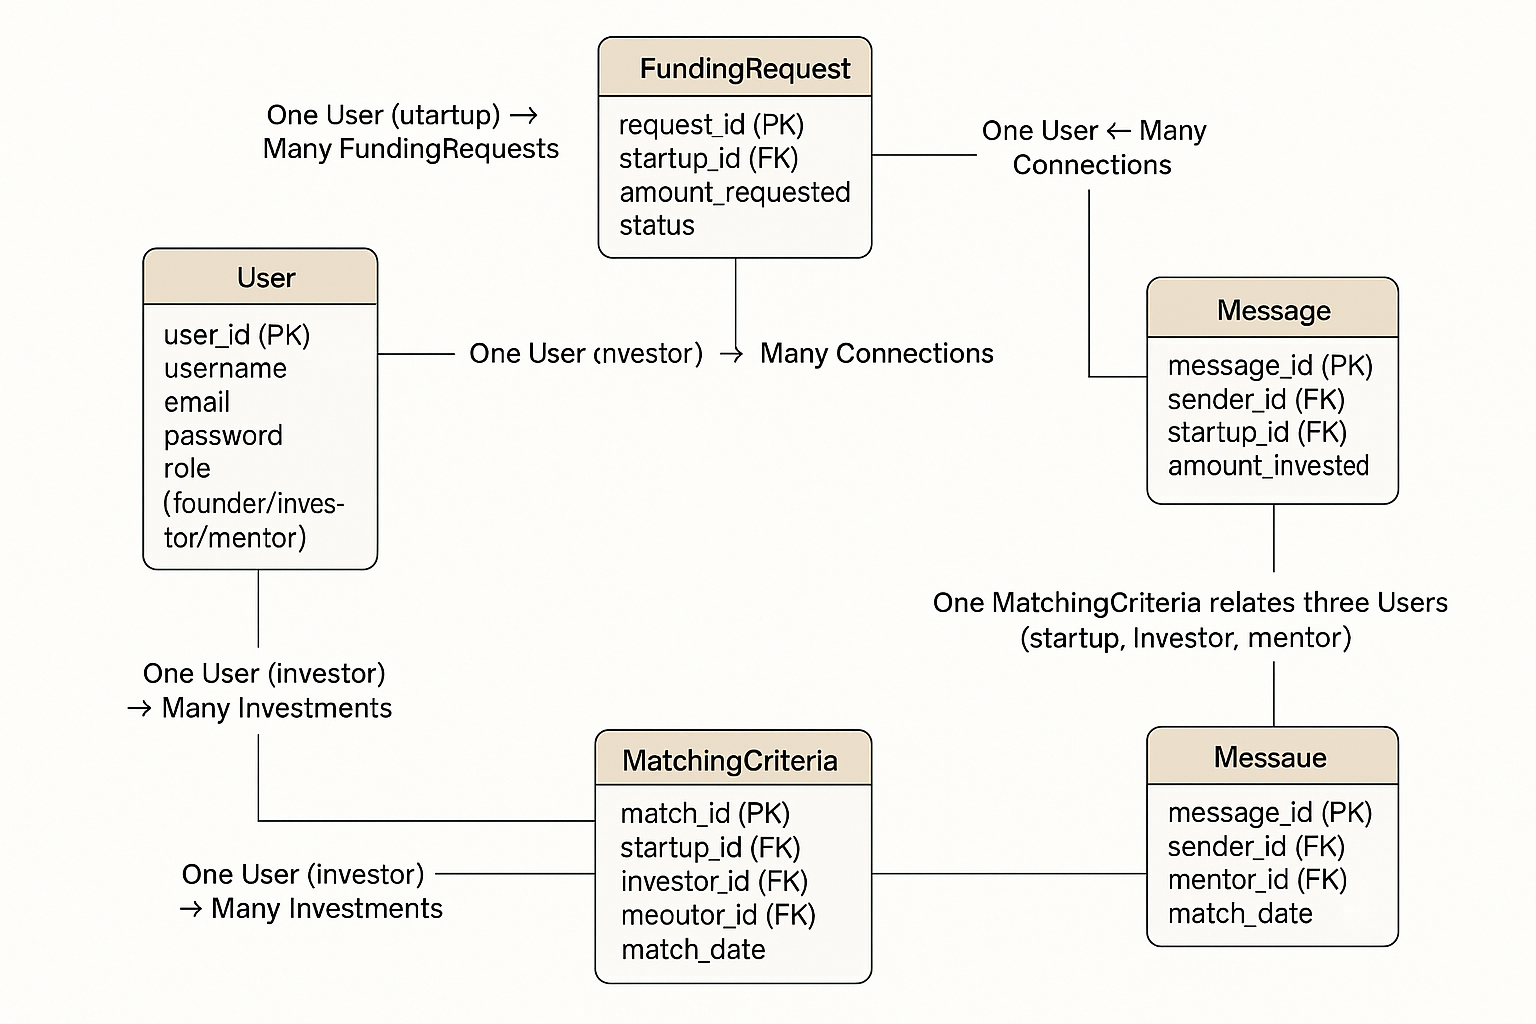 FundingRequest
request_id (PK)
startup_id (FK)
amount_requested
status
One User (utartup) →
Many FundingRequests
One User ← Many
Connections
User
user_id (PK)
username
email
password
role
(founder/inves-
tor/mentor)
One User (nvestor) → Many Connections
Message
message_id (PK)
sender_id (FK)
startup_id (FK)
amount_invested
One MatchingCriteria relates three Users
(startup, Investor, mentor)
One User (investor)
→ Many Investments
MatchingCriteria
match_id (PK)
startup_id (FK)
investor_id (FK)
meoutor_id (FK)
match_date
One User (investor)
→ Many Investments
Messaue
message_id (PK)
sender_id (FK)
mentor_id (FK)
match_date